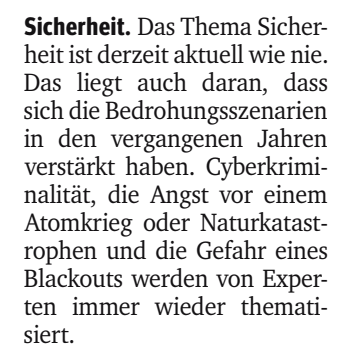 Sicherheit. Das Thema Sicher-
heit ist derzeit aktuell wie nie.
Das liegt auch daran, dass
sich die Bedrohungsszenarien
in den vergangenen Jahren
verstärkt haben. Cyberkrimi-
nalität, die Angst vor einem
Atomkrieg oder Naturkatast-
rophen und die Gefahr eines
Blackouts werden von Exper-
ten immer wieder themati-
siert.